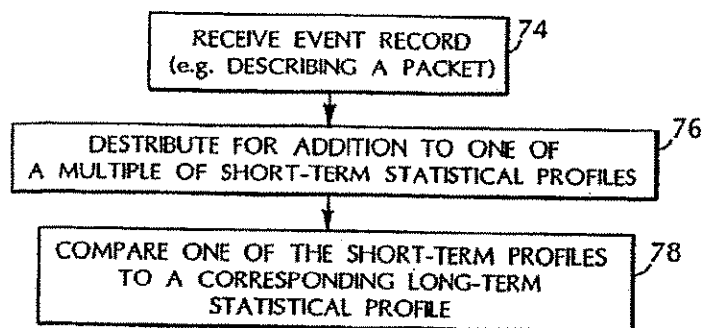 RECEIVE EVENT RECORD
(e.g. DESCRIBING A PACKET)
74
DESTRIBUTE FOR ADDITION TO ONE OF
A MULTIPLE OF SHORT-TERM STATISTICAL PROFILES
76
COMPARE ONE OF THE SHORT-TERM PROFILES
TO A CORRESPONDING LONG-TERM
STATISTICAL PROFILE
78